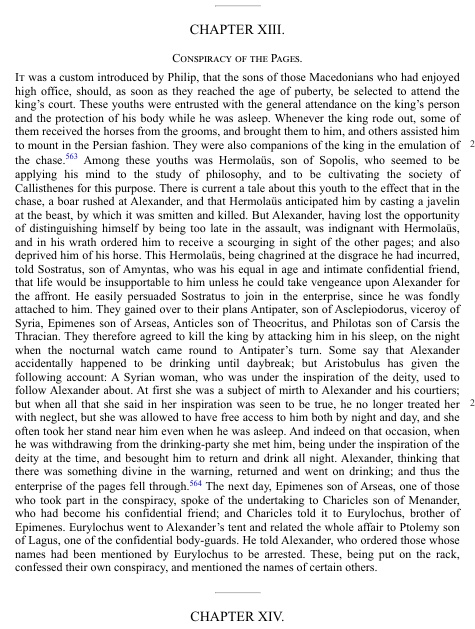 CHAPTER XIII.
Conspiracy of the Pages.
It was a custom introduced by Philip, that the sons of those Macedonians who had enjoyed
high office, should, as soon as they reached the age of puberty, be selected to attend the
king’s court. These youths were entrusted with the general attendance on the king’s person
and the protection of his body while he was asleep. Whenever the king rode out, some of
them received the horses from the grooms, and brought them to him, and others assisted him
to mount in the Persian fashion. They were also companions of the king in the emulation of 2
the chase.563 Among these youths was Hermolaüs, son of Sopolis, who seemed to be
applying his mind to the study of philosophy, and to be cultivating the society of
Callisthenes for this purpose. There is current a tale about this youth to the effect that in the
chase, a boar rushed at Alexander, and that Hermolaüs anticipated him by casting a javelin
at the beast, by which it was smitten and killed. But Alexander, having lost the opportunity
of distinguishing himself by being too late in the assault, was indignant with Hermolaüs,
and in his wrath ordered him to receive a scourging in sight of the other pages; and also
deprived him of his horse. This Hermolaüs, being chagrined at the disgrace he had incurred,
told Sostratus, son of Amyntas, who was his equal in age and intimate confidential friend,
that life would be insupportable to him unless he could take vengeance upon Alexander for
the affront. He easily persuaded Sostratus to join in the enterprise, since he was fondly
attached to him. They gained over to their plans Antipater, son of Asclepiodorus, viceroy of
Syria, Epimenes son of Arseas, Anticles son of Theocritus, and Philotas son of Carsis the
Thracian. They therefore agreed to kill the king by attacking him in his sleep, on the night
when the nocturnal watch came round to Antipater’s turn. Some say that Alexander
accidentally happened to be drinking until daybreak; but Aristobulus has given the
following account: A Syrian woman, who was under the inspiration of the deity, used to
follow Alexander about. At first she was a subject of mirth to Alexander and his courtiers;
but when all that she said in her inspiration was seen to be true, he no longer treated her 2
with neglect, but she was allowed to have free access to him both by night and day, and she
often took her stand near him even when he was asleep. And indeed on that occasion, when
he was withdrawing from the drinking-party she met him, being under the inspiration of the
deity at the time, and besought him to return and drink all night. Alexander, thinking that
there was something divine in the warning, returned and went on drinking; and thus the
enterprise of the pages fell through.564 The next day, Epimenes son of Arseas, one of those
who took part in the conspiracy, spoke of the undertaking to Charicles son of Menander,
who had become his confidential friend; and Charicles told it to Eurylochus, brother of
Epimenes. Eurylochus went to Alexander’s tent and related the whole affair to Ptolemy son
of Lagus, one of the confidential body-guards. He told Alexander, who ordered those whose
names had been mentioned by Eurylochus to be arrested. These, being put on the rack,
confessed their own conspiracy, and mentioned the names of certain others.
CHAPTER XIV.